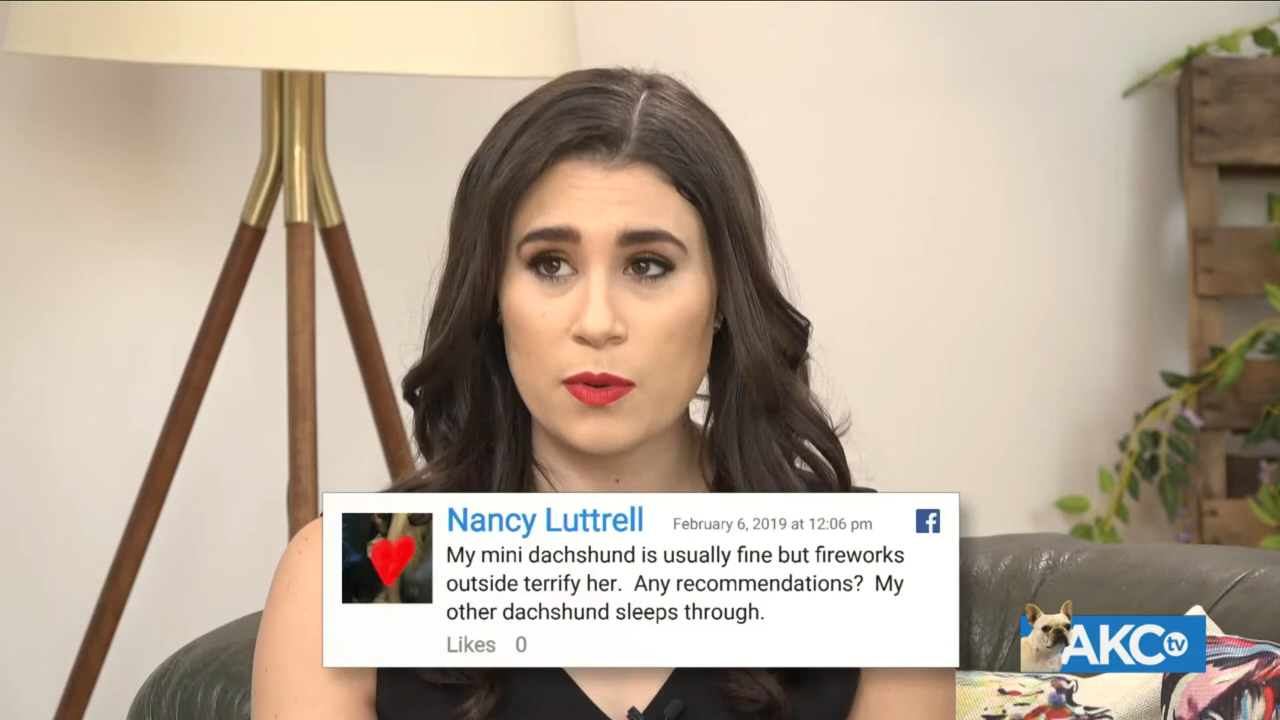 Nancy Luttrell February 6, 2019 at 12:06 pm f
My mini dachshund is usually fine but fireworks
outside terrify her.  Any recommendations?  My
other dachshund sleeps through.
Likes 0
AKC tv